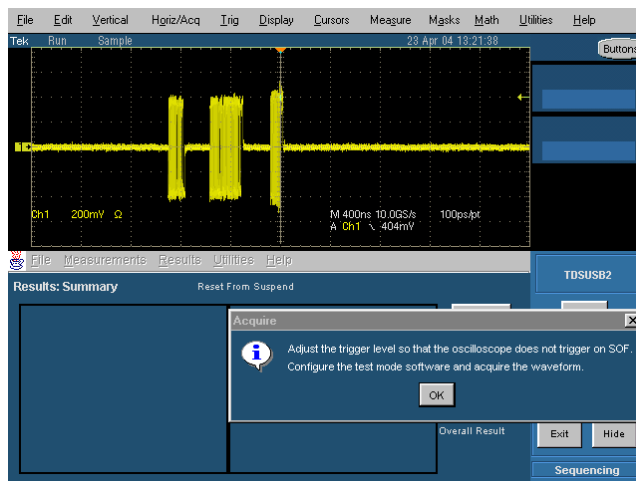 File Edit Vertical Horiz/Acq Trig Display Cursors Measure Masks Math Utilities Help
Tek Run Sample 23 Apr 04 13:21:38
Buttons
1
Ch1 200mV Ω M 400ns 10.0GS/s 100ps/pt
A Ch1 \ 404mV
File Measurements Results Utilities Help
TDSUSB2
Results: Summary Reset From Suspend
Acquire
X
i
Adjust the trigger level so that the oscilloscope does not trigger on SOF.
Configure the test mode software and acquire the waveform.
OK
Overall Result
Exit Hide
Sequencing